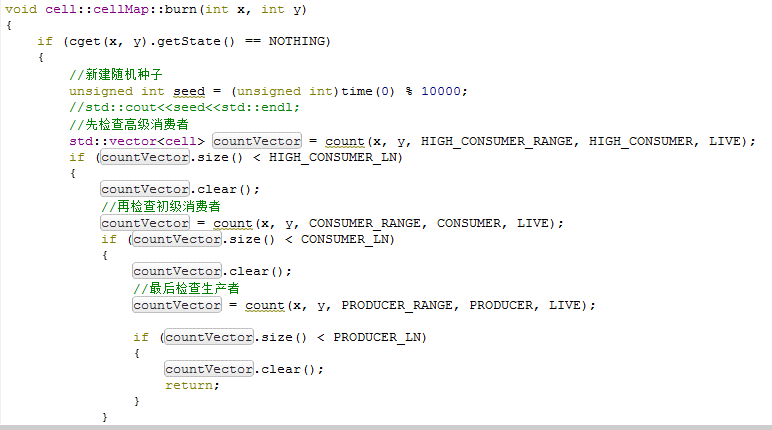 void cell::cellMap::burn(int x, int y)
{
    if (cget(x, y).getState() == NOTHING)
    {
        //新建随机种子
        unsigned int seed = (unsigned int)time(0) % 10000;
        //std::cout<<seed<<std::endl;
        //先检查高级消费者
        std::vector<cell> countVector = count(x, y, HIGH_CONSUMER_RANGE, HIGH_CONSUMER, LIVE);
        if (countVector.size() < HIGH_CONSUMER_LN)
        {
            countVector.clear();
            //再检查初级消费者
            countVector = count(x, y, CONSUMER_RANGE, CONSUMER, LIVE);
            if (countVector.size() < CONSUMER_LN)
            {
                countVector.clear();
                //最后检查生产者
                countVector = count(x, y, PRODUCER_RANGE, PRODUCER, LIVE);

                if (countVector.size() < PRODUCER_LN)
                {
                    countVector.clear();
                    return;
                }
            }